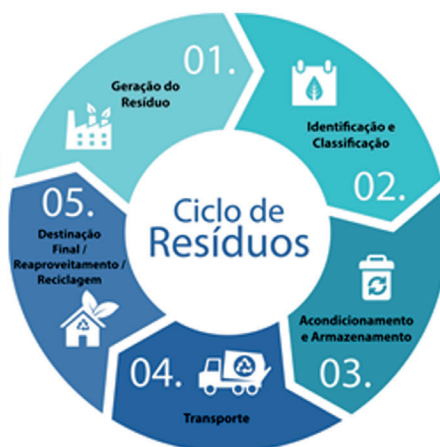 Ciclo de
Resíduos
01.
Geração do
Resíduo
Identificação e
Classificação
02.
Acondicionamento
e Armazenamento
03.
04.
Transporte
05.
Destinação
Final /
Reaproveitamento /
Reciclagem